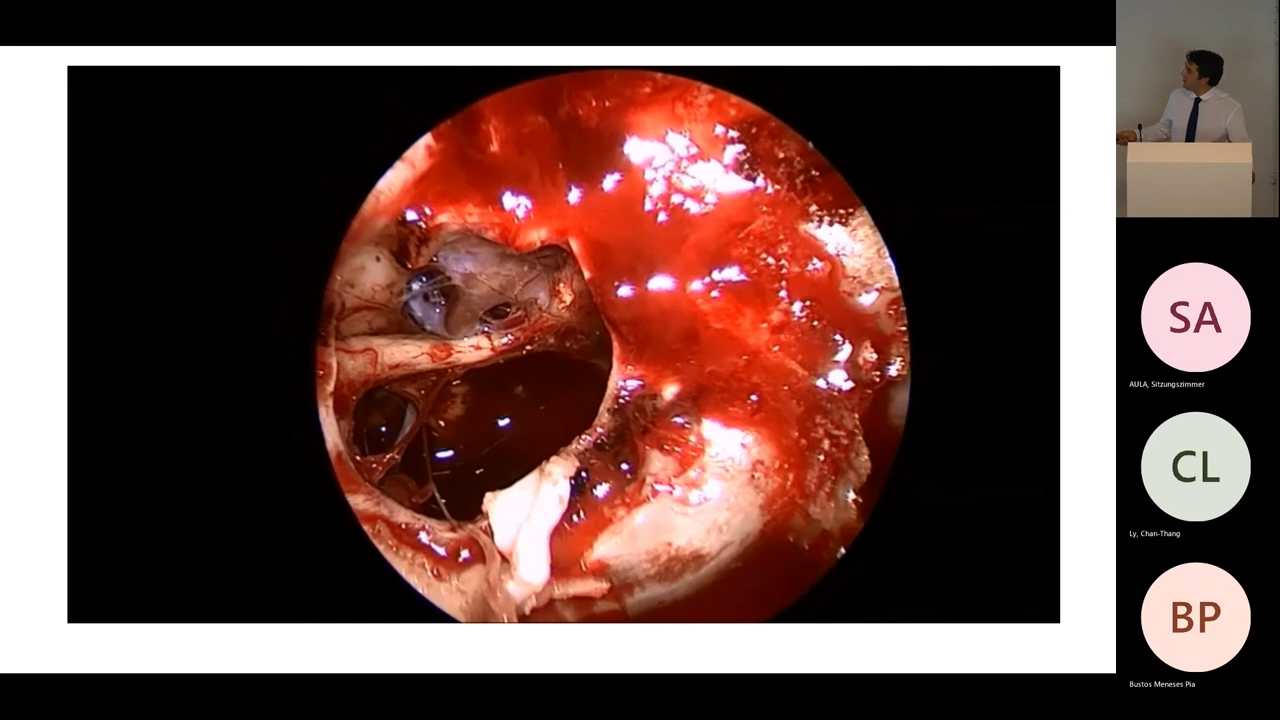 SA
AULA, Sitzungszimmer
CL
Ly, Chan-Thang
BP
Bustos Meneses Pia